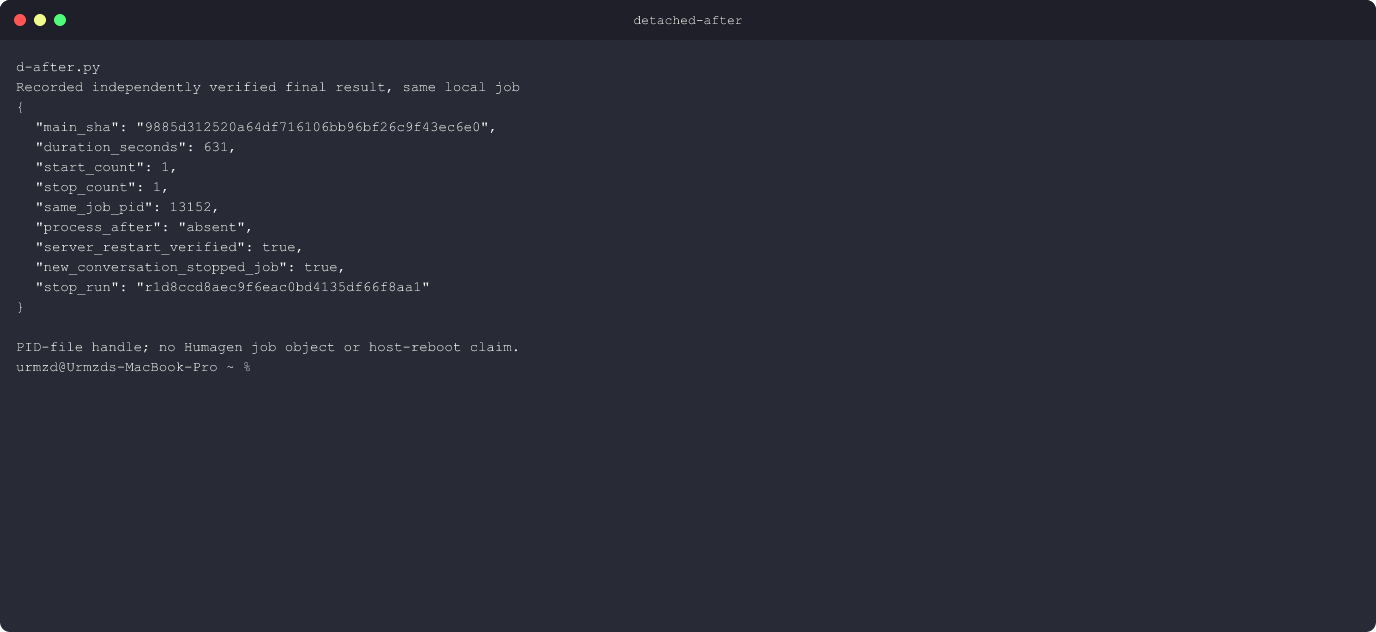 detached-after
d-after.py
Recorded independently verified final result, same local job
{
  "main_sha": "9885d312520a64df716106bb96bf26c9f43ec6e0",
  "duration_seconds": 631,
  "start_count": 1,
  "stop_count": 1,
  "same_job_pid": 13152,
  "process_after": "absent",
  "server_restart_verified": true,
  "new_conversation_stopped_job": true,
  "stop_run": "r1d8ccd8aec9f6eac0bd4135df66f8aa1"
}
PID-file handle; no Humagen job object or host-reboot claim.
urmzd@Urmzds-MacBook-Pro ~ %